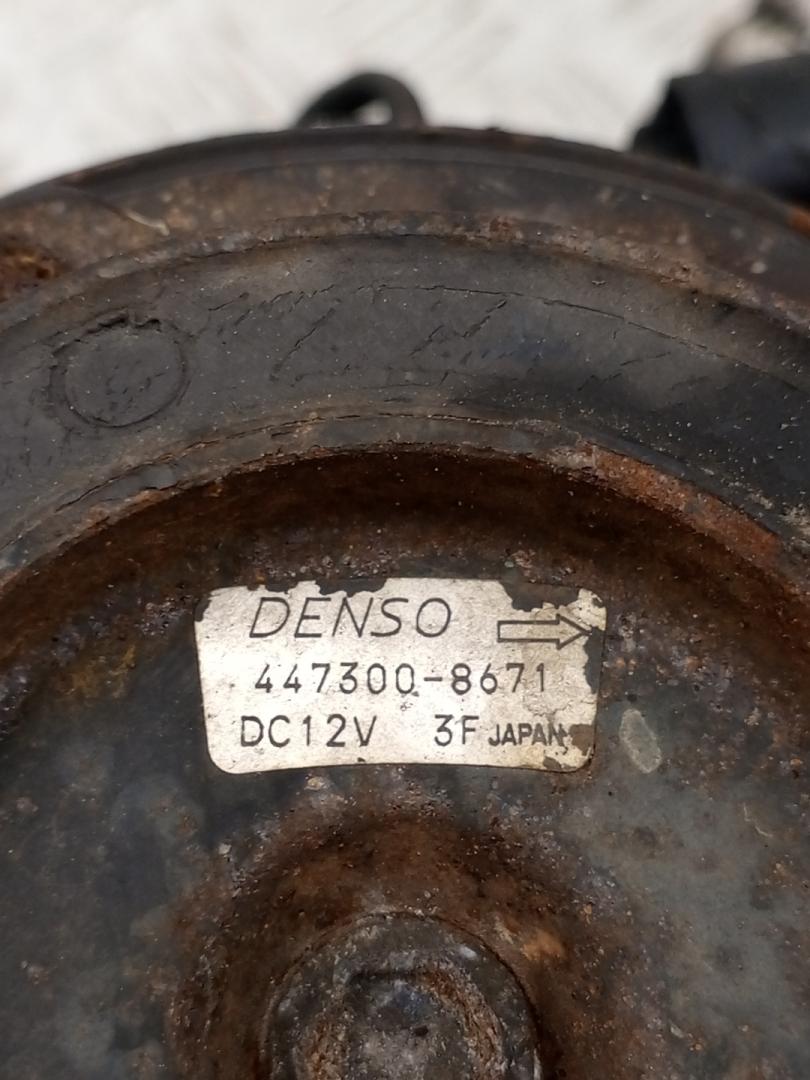 DENSO
447300-8671
DC12V 3F JAPAN